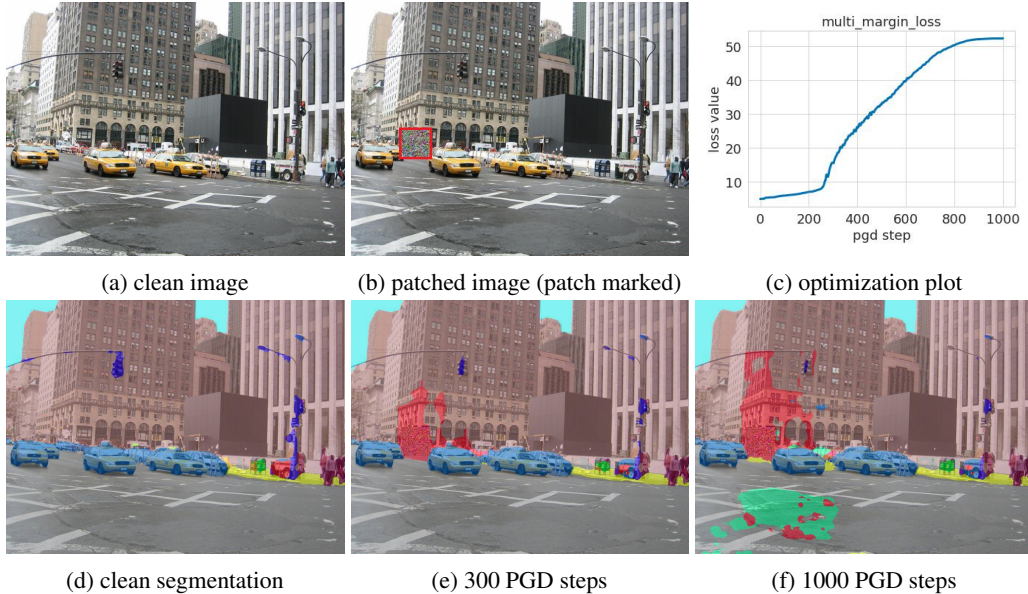 multi_margin_loss
50
40
30
20
10
loss value
0 200 400 600 800 1000
pgd step
(a) clean image (b) patched image (patch marked) (c) optimization plot
(d) clean segmentation (e) 300 PGD steps (f) 1000 PGD steps